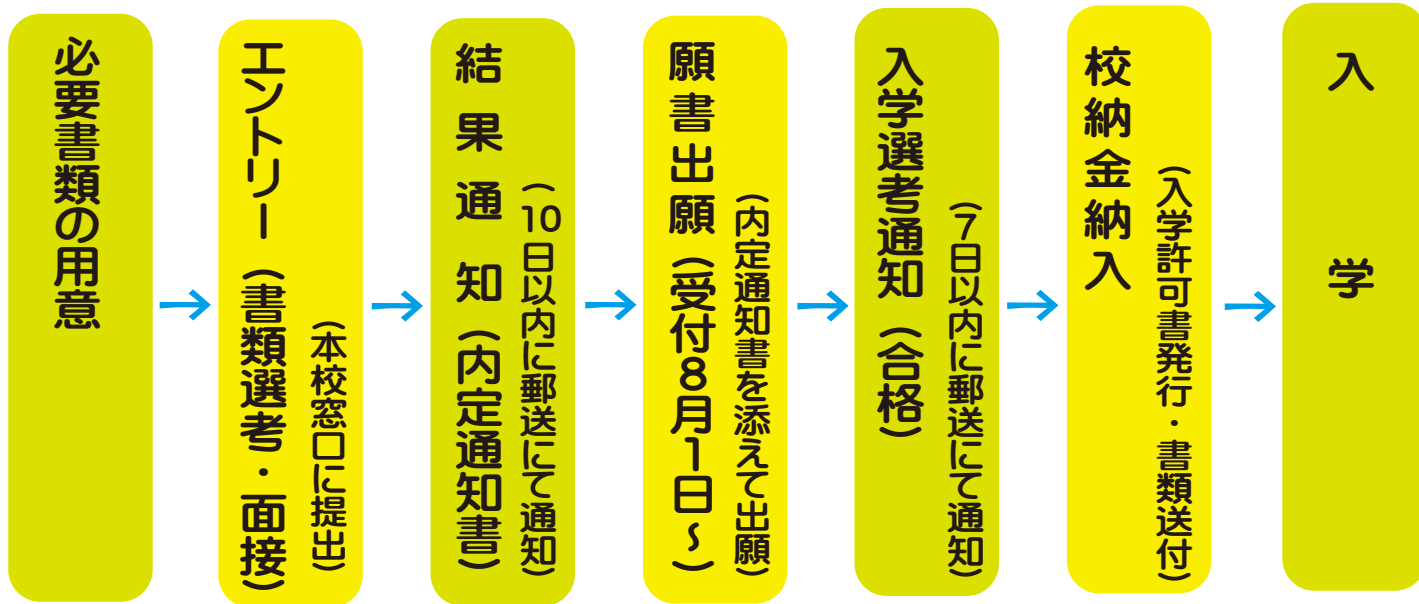 必要書類の用意
エントリー（書類選考・面接）
（本校窓口に提出）
結果通知（内定通知書）
（10日以内に郵送にて通知）
願書出願（受付8月1日～）
（内定通知書を添えて出願）
入学選考通知（合格）
（7日以内に郵送にて通知）
校納金納入
（入学許可書発行・書類送付）
入学